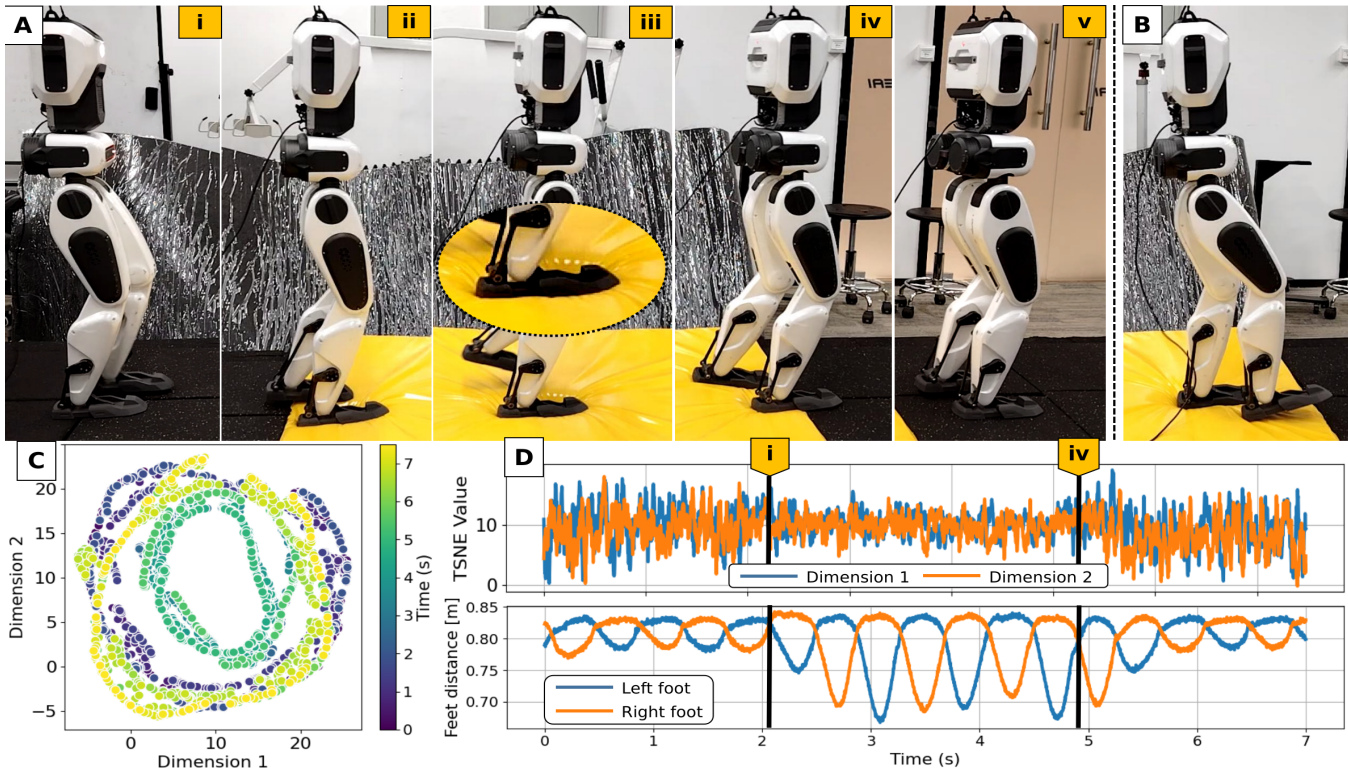 A
i
ii
iii
iv
v
B
IRA
C
20
15
10
5
0
−5
0
10
20
Dimension 2
Dimension 1
7
6
5
4
3
2
1
0
Time (s)
D
i
iv
TSNE Value
10
0
Dimension 1
Dimension 2
Feet distance [m]
0.85
0.80
0.75
0.70
Left foot
Right foot
0
1
2
3
4
5
6
7
Time (s)